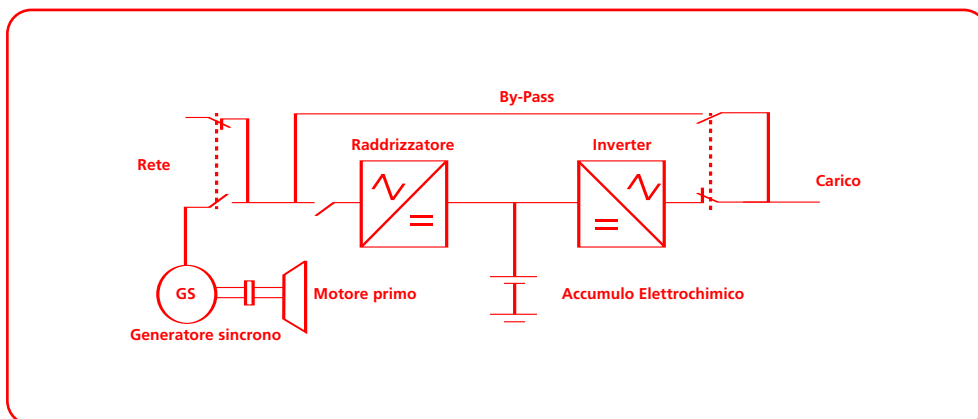 By-Pass
Raddrizzatore
Inverter
Rete
Carico
GS
Motore primo
Accumulo Elettrochimico
Generatore sincrono